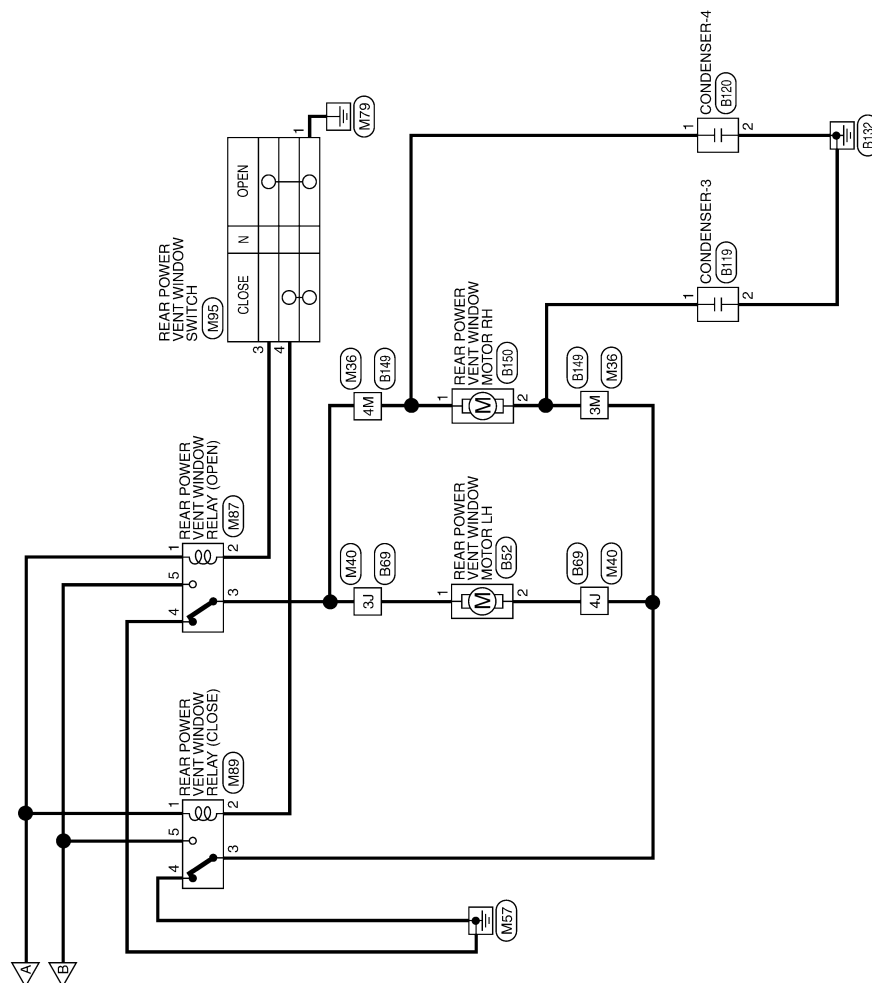 A
B
M57
4
5
1
REAR POWER
VENT WINDOW
RELAY (CLOSE)
M89
3
2
4
5
1
REAR POWER
VENT WINDOW
RELAY (OPEN)
M87
3
2
REAR POWER
VENT WINDOW
SWITCH
M95
CLOSE
N
OPEN
3
4
1
M79
M40
3J
B69
M36
4M
B149
1
REAR POWER
VENT WINDOW
MOTOR LH
M
B52
2
1
REAR POWER
VENT WINDOW
MOTOR RH
M
B150
2
B69
4J
M40
B149
3M
M36
1
CONDENSER-3
B119
2
1
CONDENSER-4
B120
2
B132